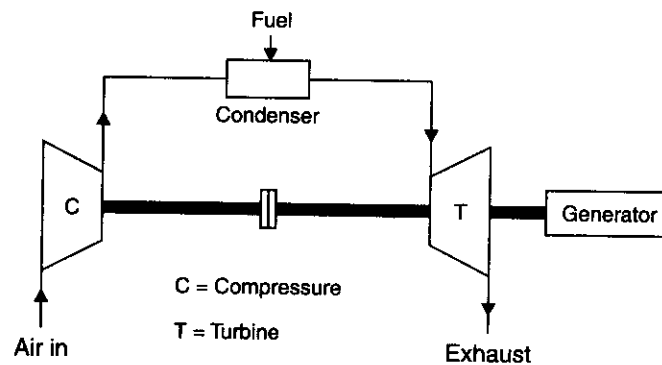 Fuel
Condenser
C
T
Generator
C = Compressure
T = Turbine
Air in
Exhaust